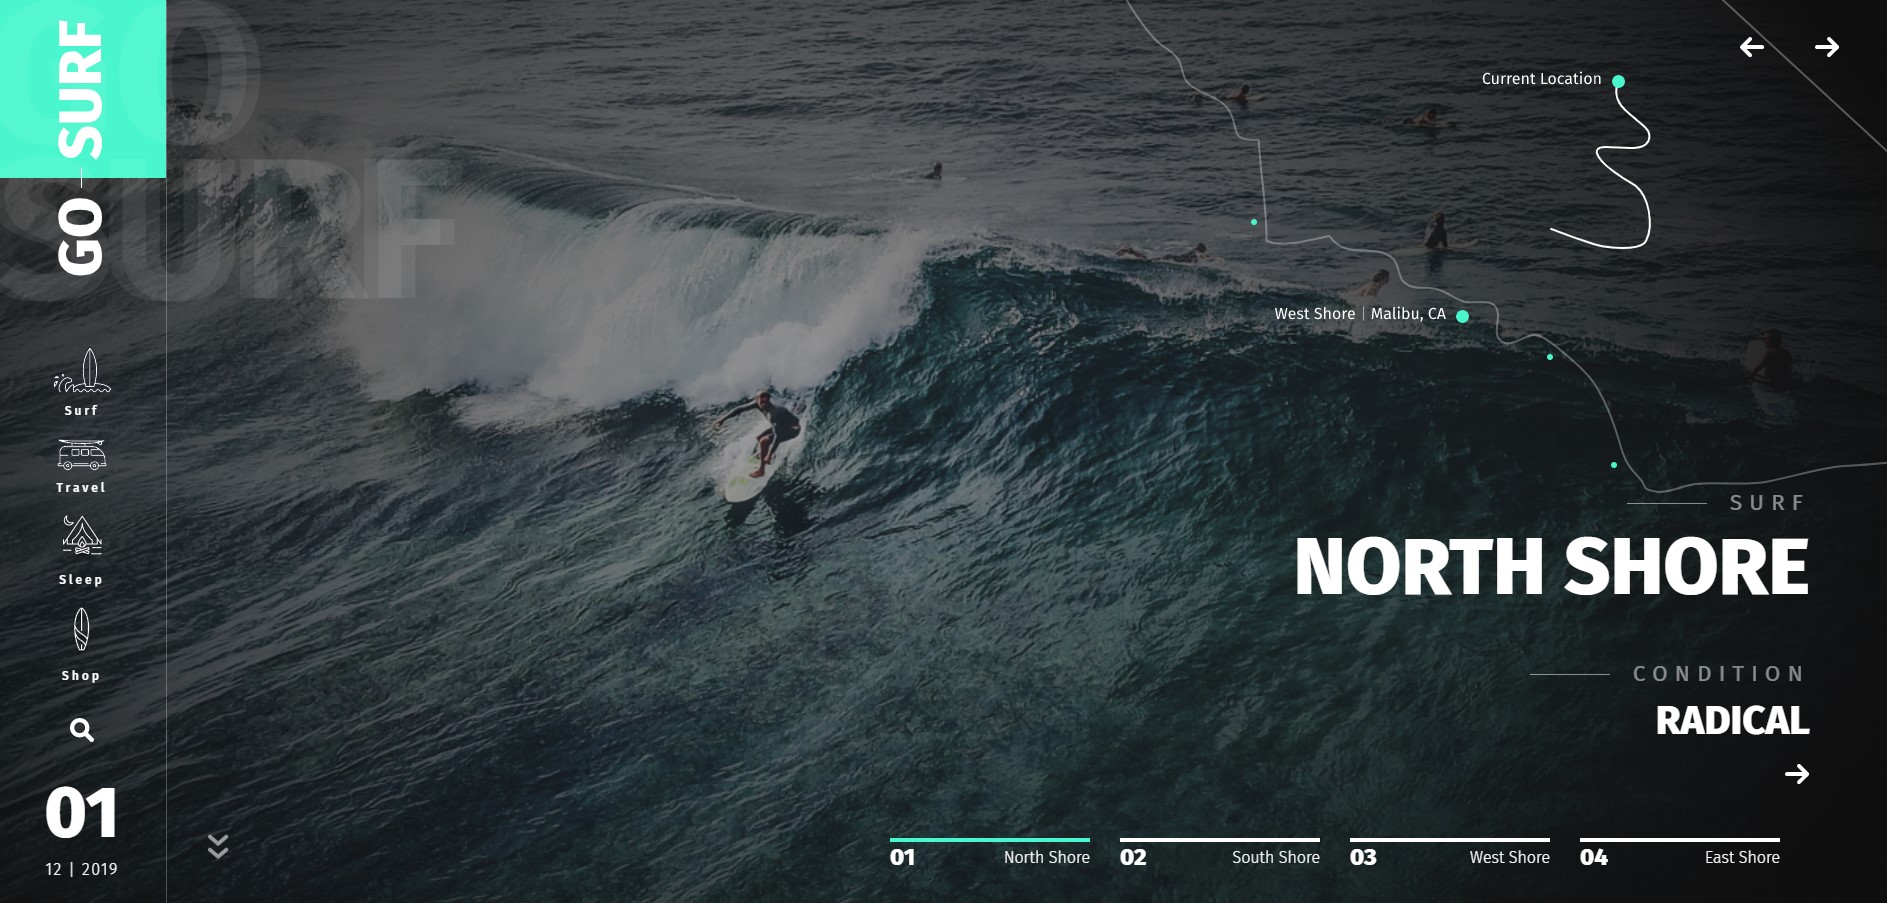 GO
SURF
GO — SURF
Surf
Travel
Sleep
Shop
01
12 | 2019
Current Location
West Shore | Malibu, CA
SURF
NORTH SHORE
CONDITION
RADICAL
01 North Shore
02 South Shore
03 West Shore
04 East Shore